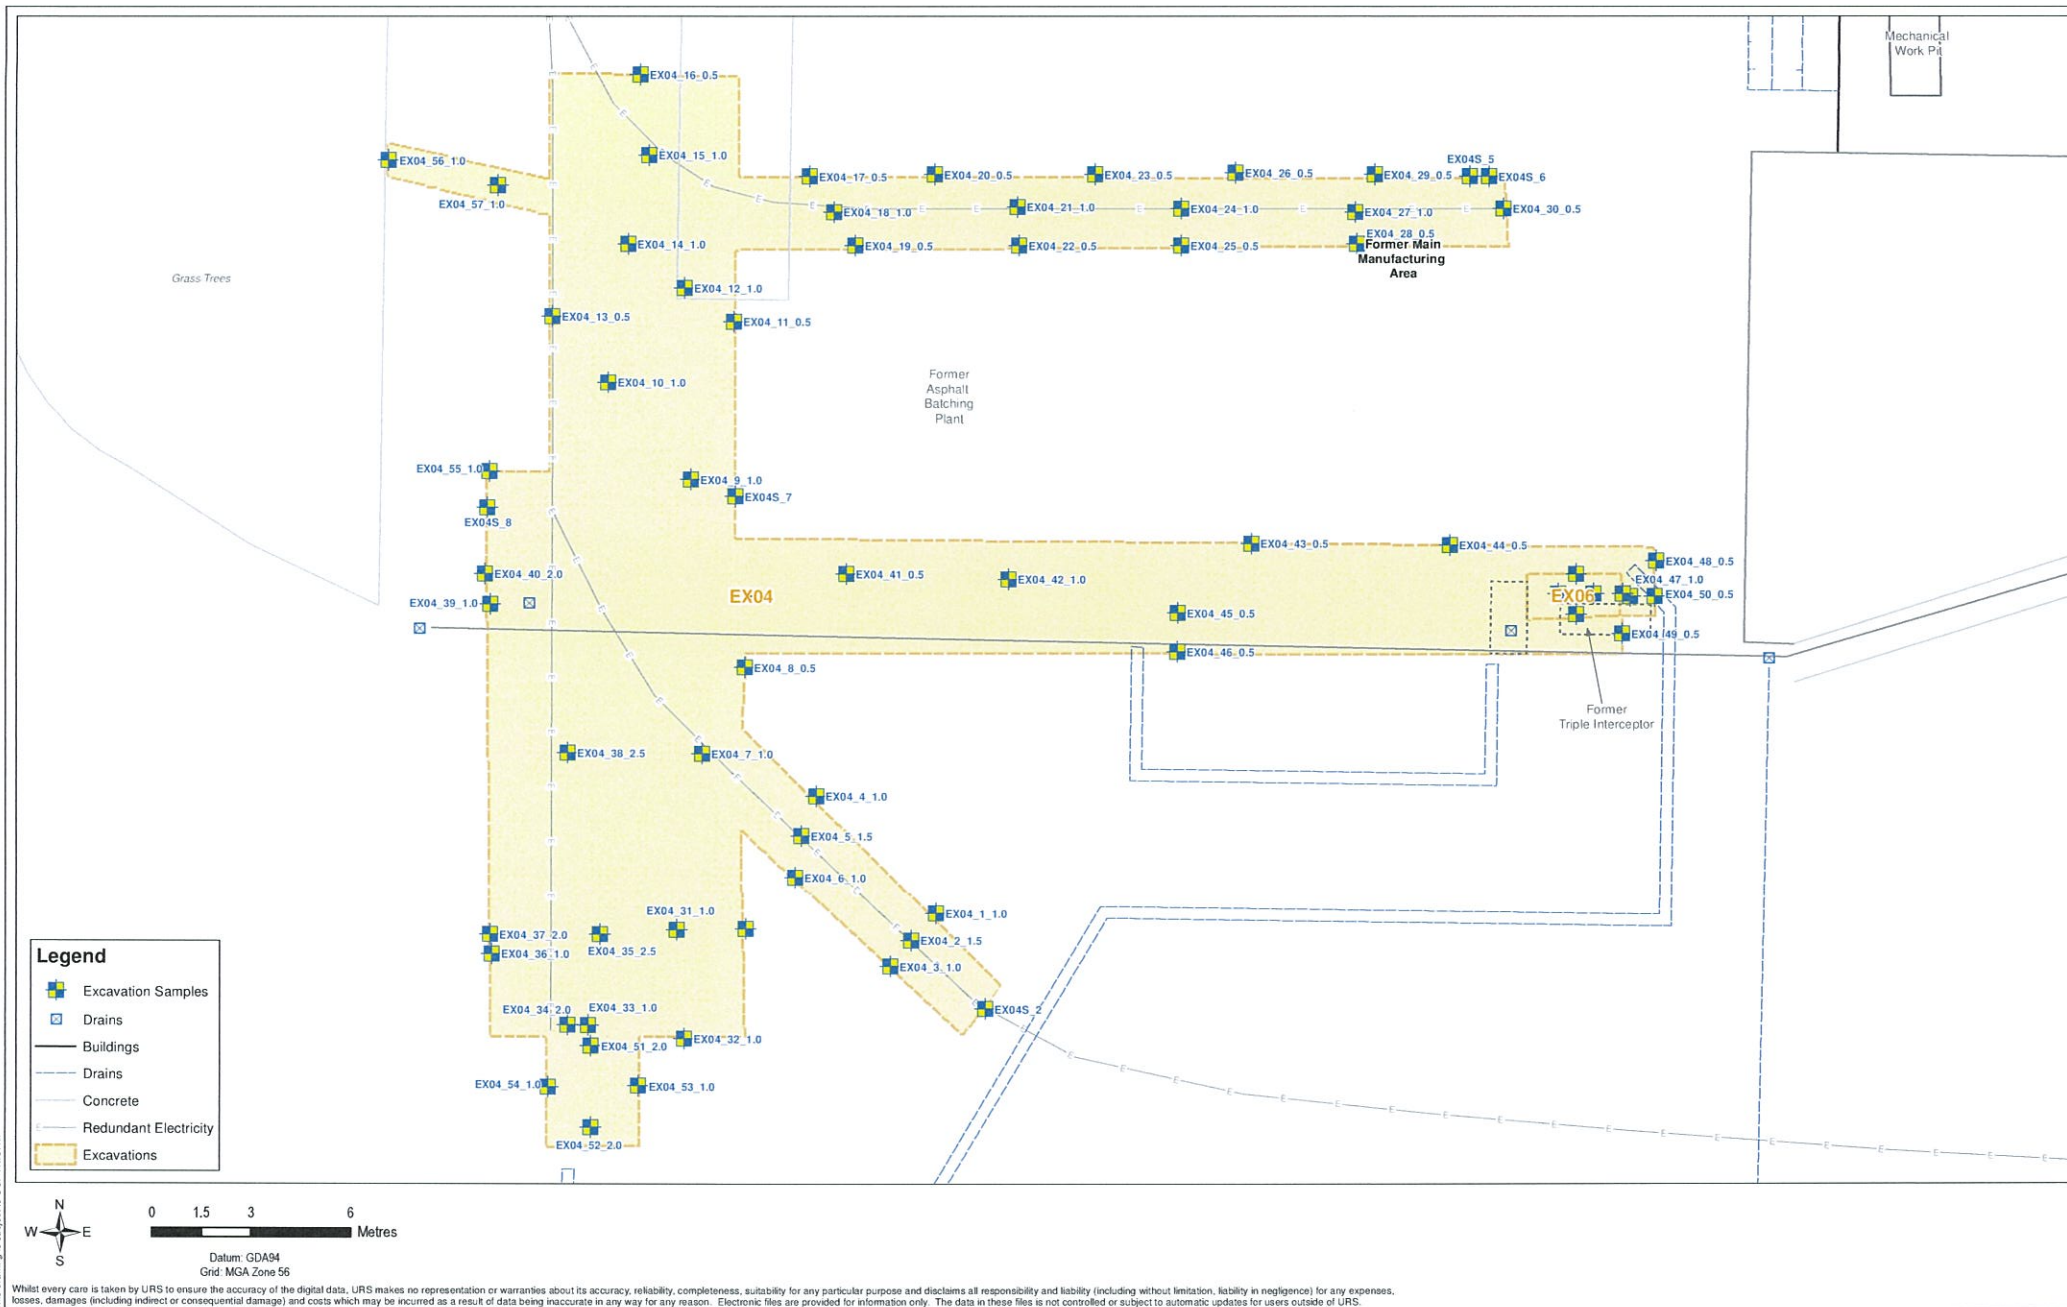 Mechanical
Work Pit
EX04_16_0.5
EX04_15_1.0
EX04_56_1.0
EX04_57_1.0
EX04S_5
EX04_17_0.5
EX04_20_0.5
EX04_23_0.5
EX04_26_0.5
EX04_29_0.5
EX04S_6
EX04_18_1.0
EX04_21_1.0
EX04_24_1.0
EX04_27_1.0
EX04_30_0.5
EX04_14_1.0
EX04_19_0.5
EX04_22_0.5
EX04_25_0.5
EX04_28_0.5
Former Main
Manufacturing
Area
Grass Trees
EX04_12_1.0
EX04_13_0.5
EX04_11_0.5
EX04_10_1.0
Former
Asphalt
Batching
Plant
EX04_55_1.0
EX04_9_1.0
EX04S_7
EX04S_8
EX04_43_0.5
EX04_44_0.5
EX04_48_0.5
EX04_40_2.0
EX04_41_0.5
EX04_42_1.0
EX04_47_1.0
EX04
EX06
EX04_50_0.5
EX04_39_1.0
EX04_45_0.5
EX04_49_0.5
EX04_46_0.5
EX04_8_0.5
Former
Triple Interceptor
EX04_38_2.5
EX04_7_1.0
EX04_4_1.0
EX04_5_1.5
EX04_6_1.0
EX04_31_1.0
EX04_1_1.0
EX04_37_2.0
EX04_35_2.5
EX04_2_1.5
EX04_36_1.0
EX04_3_1.0
EX04_34_2.0
EX04_33_1.0
EX04S_2
EX04_51_2.0
EX04_32_1.0
EX04_54_1.0
EX04_53_1.0
EX04_52_2.0
Legend
Excavation Samples
Drains
Buildings
Drains
Concrete
E Redundant Electricity
Excavations
N
W E
S
0 1.5 3 6
Metres
Datum: GDA94
Grid: MGA Zone 56
Whilst every care is taken by URS to ensure the accuracy of the digital data, URS makes no representation or warranties about its accuracy, reliability, completeness, suitability for any particular purpose and disclaims all responsibility and liability (including without limitation, liability in negligence) for any expenses,
losses, damages (including indirect or consequential damage) and costs which may be incurred as a result of data being inaccurate in any way for any reason. Electronic files are provided for information only. The data in these files is not controlled or subject to automatic updates for users outside of URS.